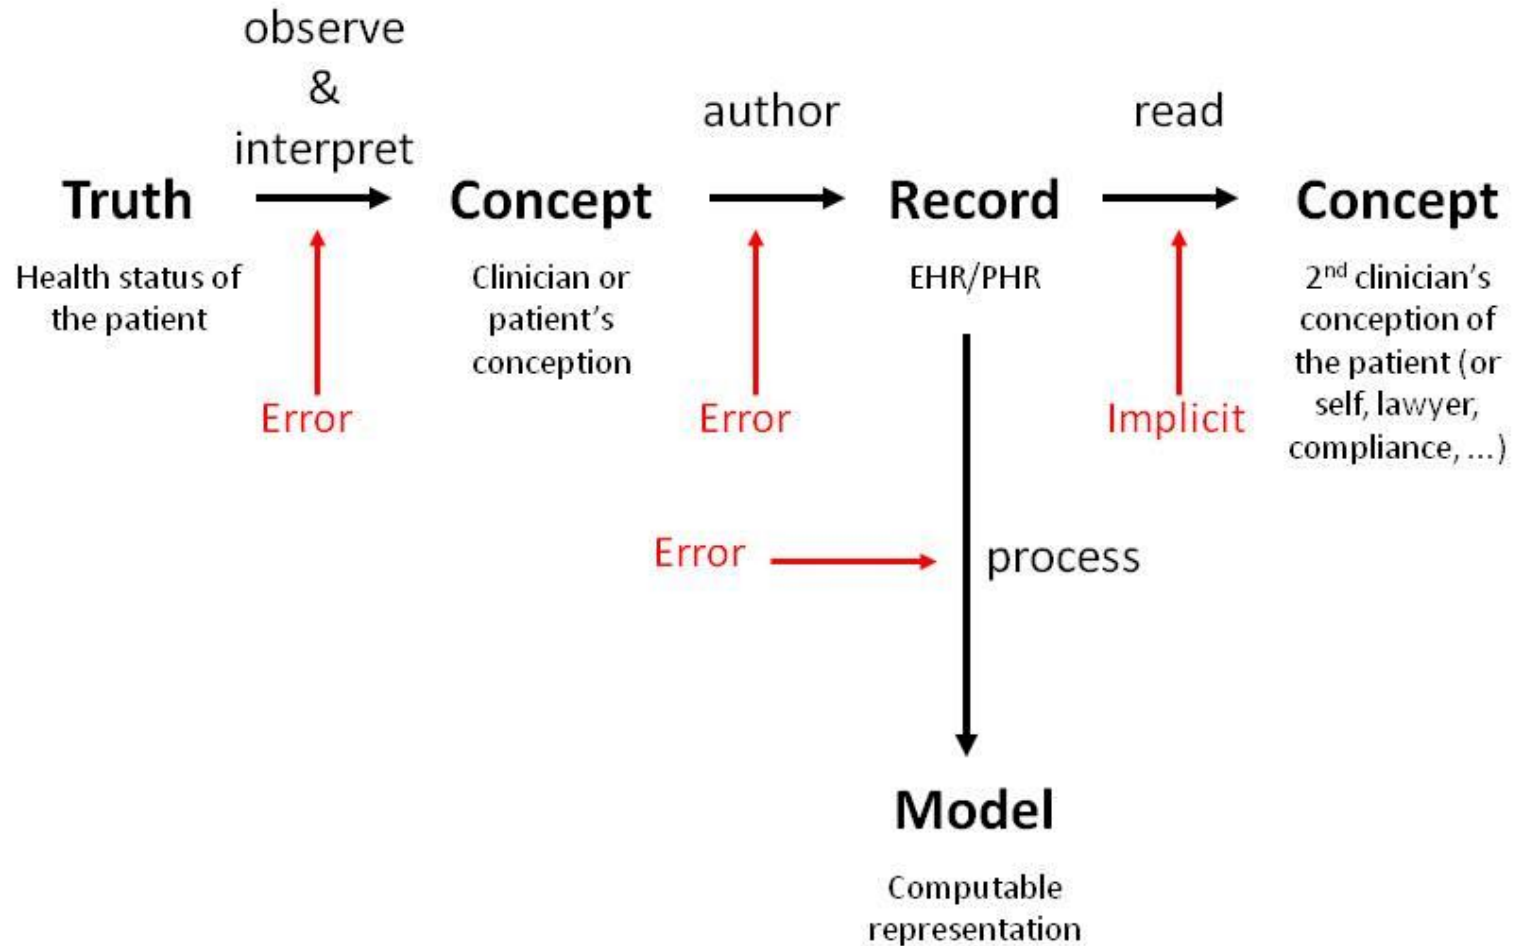 observe
&
interpret
author
read
Truth
Concept
Record
Concept
Health status of
the patient
Clinician or
patient's
conception
EHR/PHR
2nd clinician's
conception of
the patient (or
self, lawyer,
compliance, ...)
Error
Error
Implicit
Error
process
Model
Computable
representation